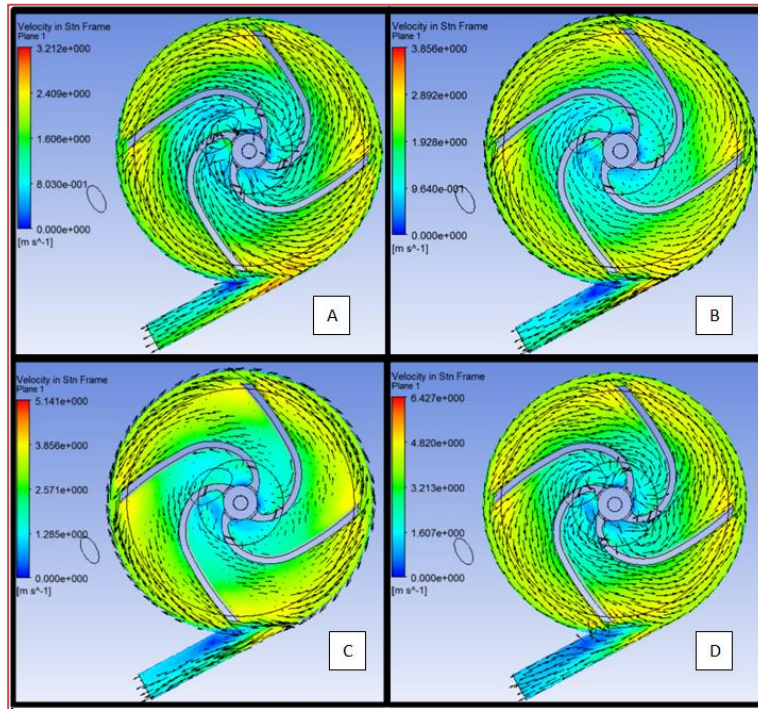 Velocity in Stn Frame
Plane 1
3.212e+000
2.409e+000
1.606e+000
8.030e-001
0.000e+000
[m s^-1]
A
Velocity in Stn Frame
Plane 1
3.856e+000
2.892e+000
1.928e+000
9.640e-001
0.000e+000
[m s^-1]
B
Velocity in Stn Frame
Plane 1
5.141e+000
3.856e+000
2.571e+000
1.285e+000
0.000e+000
[m s^-1]
C
Velocity in Stn Frame
Plane 1
6.427e+000
4.820e+000
3.213e+000
1.607e+000
0.000e+000
[m s^-1]
D